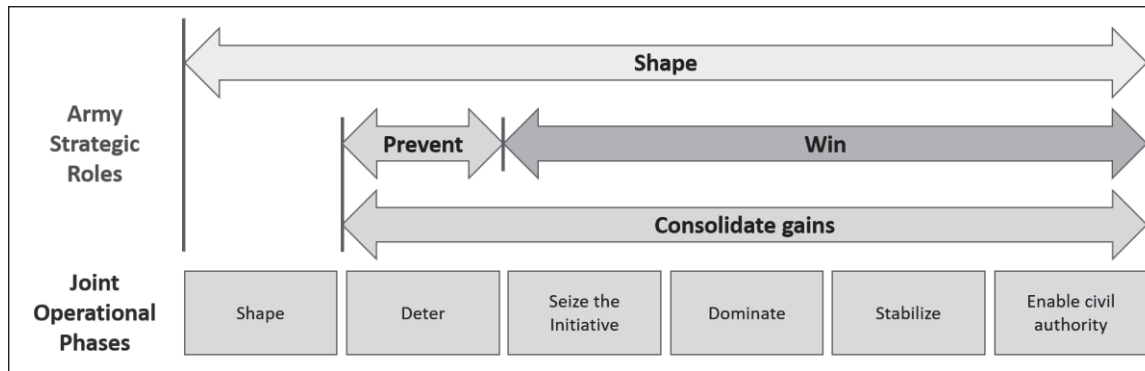 Shape
Army
Strategic
Roles
Prevent
Win
Consolidate gains
Joint
Operational
Phases
Shape
Deter
Seize the
Initiative
Dominate
Stabilize
Enable civil
authority